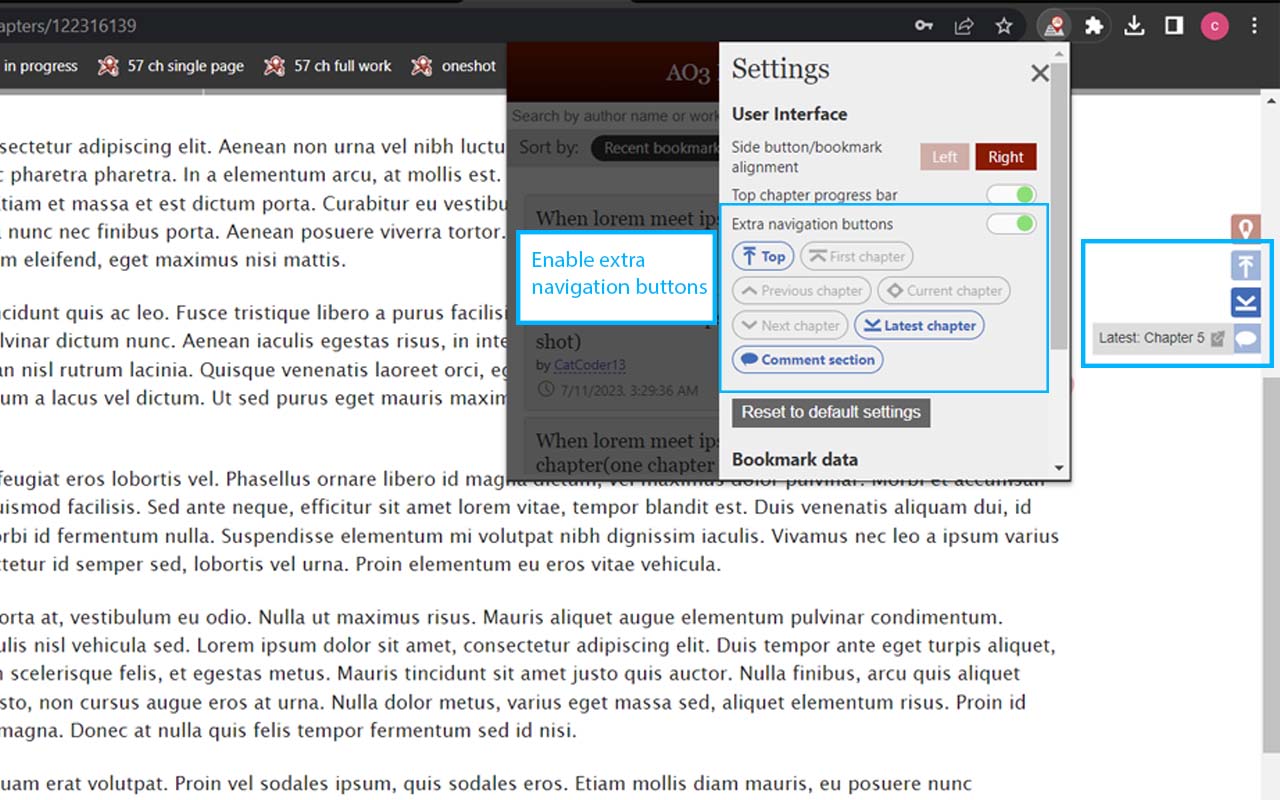 apters/122316139
c
in progress
57 ch single page
57 ch full work
oneshot
AO3
Settings
Search by author name or work
Sort by:
Recent bookmark
User Interface
Side button/bookmark
alignment
Left
Right
Top chapter progress bar
Extra navigation buttons
Top
First chapter
Previous chapter
Current chapter
Next chapter
Latest chapter
Comment section
Reset to default settings
Bookmark data
Enable extra
navigation buttons
When lorem meet ips
shot)
by CatCoder13
7/11/2023, 3:29:36 AM
When lorem meet ips
chapter(one chapter
Latest: Chapter 5
sectetur adipiscing elit. Aenean non urna vel nibh luctu
c pharetra pharetra. In a elementum arcu, at mollis est.
tiam et massa et est dictum porta. Curabitur eu vestibu
a nunc nec finibus porta. Aenean posuere viverra tortor.
m eleifend, eget maximus nisi mattis.
ncidunt quis ac leo. Fusce tristique libero a purus facilisi
lvinar dictum nunc. Aenean iaculis egestas risus, in inte
an nisl rutrum lacinia. Quisque venenatis laoreet orci, eg
um a lacus vel dictum. Ut sed purus eget mauris maxim
feugiat eros lobortis vel. Phasellus ornare libero id magna dictum, vel maximus dolor pulvinar. Morbi et accumsan
uismod facilisis. Sed ante neque, efficitur sit amet lorem vitae, tempor blandit est. Duis venenatis aliquam dui, id
orbi id fermentum nulla. Suspendisse elementum mi volutpat nibh dignissim iaculis. Vivamus nec leo a ipsum varius
ctetur id semper sed, lobortis vel urna. Proin elementum eu eros vitae vehicula.
orta at, vestibulum eu odio. Nulla ut maximus risus. Mauris aliquet augue elementum pulvinar condimentum.
ulis nisl vehicula sed. Lorem ipsum dolor sit amet, consectetur adipiscing elit. Duis tempor ante eget turpis aliquet,
n scelerisque felis, et egestas metus. Mauris tincidunt sit amet justo quis auctor. Nulla finibus, arcu quis aliquet
sto, non cursus augue eros at urna. Nulla dolor metus, varius eget massa sed, aliquet elementum risus. Proin id
magna. Donec at nulla quis felis tempor fermentum sed id nisi.
uam erat volutpat. Proin vel sodales ipsum, quis sodales eros. Etiam mollis diam mauris, eu posuere nunc